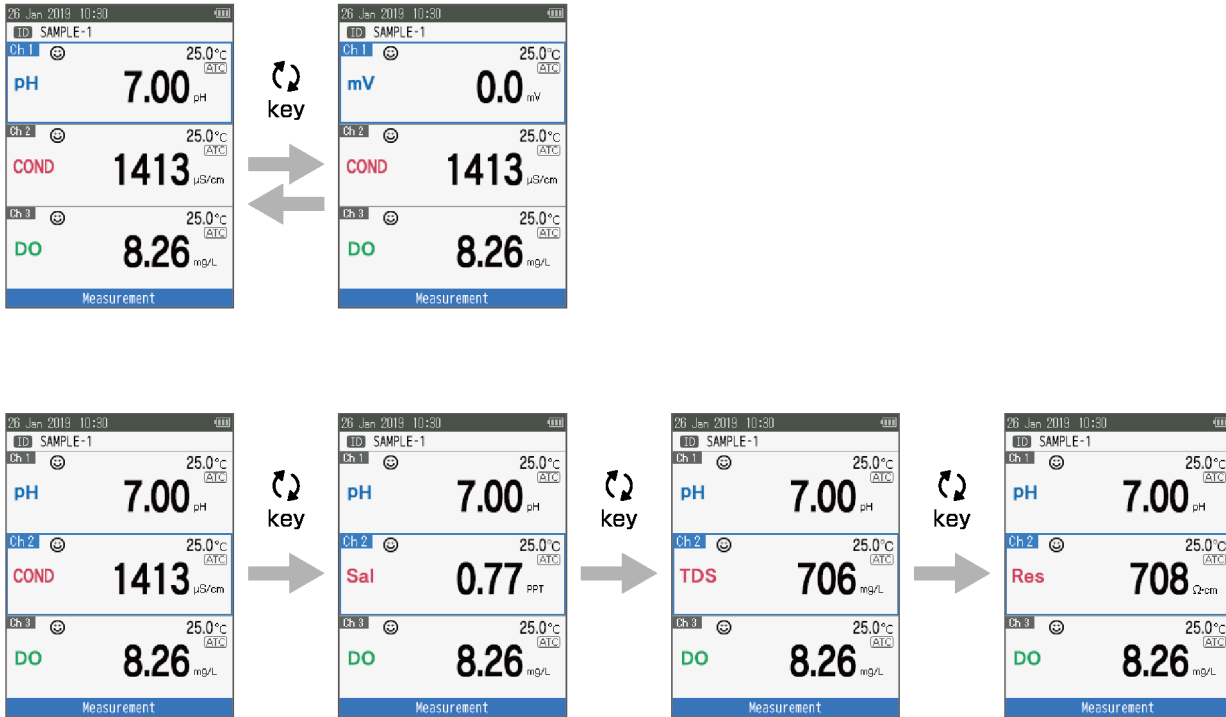 26 Jan 2019 10:30
ID SAMPLE-1
Ch 1 25.0°C
ATC
pH 7.00 pH
Ch 2 25.0°C
ATC
COND 1413 µS/cm
Ch 3 25.0°C
ATC
DO 8.26 mg/L
Measurement
key
26 Jan 2019 10:30
ID SAMPLE-1
Ch 1 25.0°C
ATC
mV 0.0 mV
Ch 2 25.0°C
ATC
COND 1413 µS/cm
Ch 3 25.0°C
ATC
DO 8.26 mg/L
Measurement
26 Jan 2019 10:30
ID SAMPLE-1
Ch 1 25.0°C
ATC
pH 7.00 pH
Ch 2 25.0°C
ATC
COND 1413 µS/cm
Ch 3 25.0°C
ATC
DO 8.26 mg/L
Measurement
key
26 Jan 2019 10:30
ID SAMPLE-1
Ch 1 25.0°C
ATC
pH 7.00 pH
Ch 2 25.0°C
ATC
Sal 0.77 PPT
Ch 3 25.0°C
ATC
DO 8.26 mg/L
Measurement
key
26 Jan 2019 10:30
ID SAMPLE-1
Ch 1 25.0°C
ATC
pH 7.00 pH
Ch 2 25.0°C
ATC
TDS 706 mg/L
Ch 3 25.0°C
ATC
DO 8.26 mg/L
Measurement
key
26 Jan 2019 10:30
ID SAMPLE-1
Ch 1 25.0°C
ATC
pH 7.00 pH
Ch 2 25.0°C
ATC
Res 708 Ω·cm
Ch 3 25.0°C
ATC
DO 8.26 mg/L
Measurement